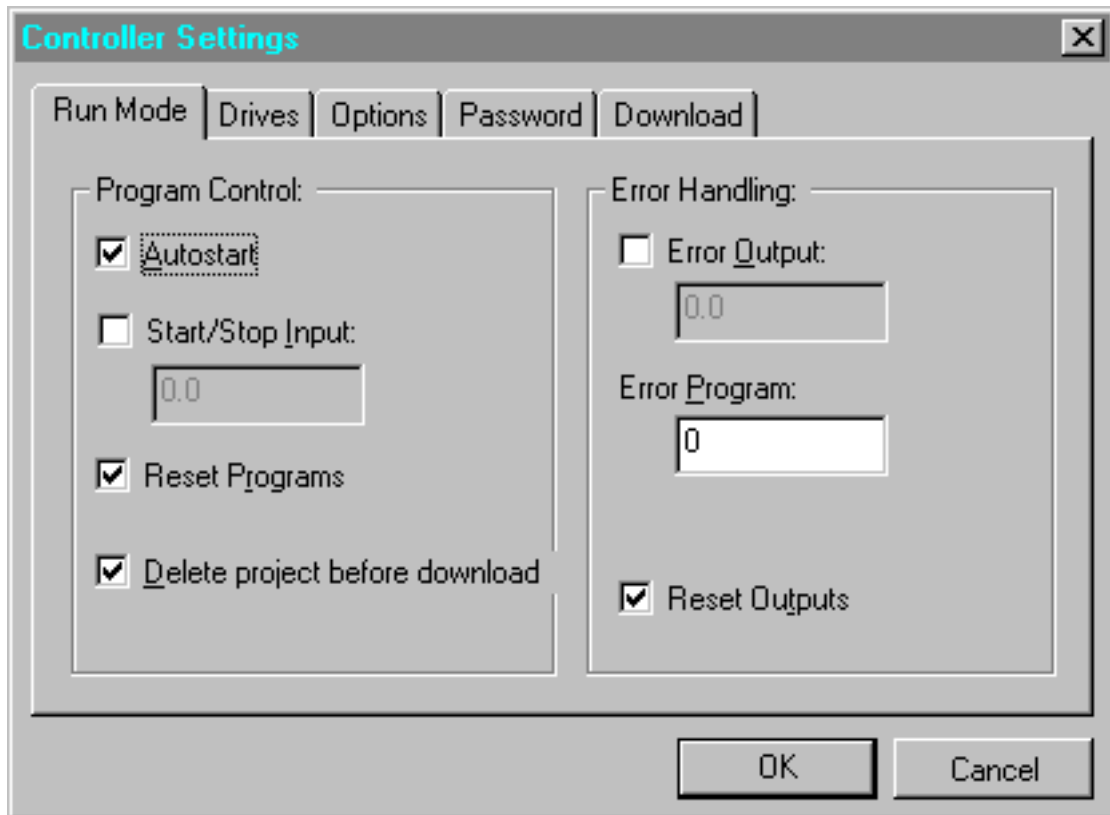 Controller Settings
Run Mode Drives Options Password Download
Program Control:
Autostart
Start/Stop Input:
0.0
Reset Programs
Delete project before download
Error Handling:
Error Output:
0.0
Error Program:
0
Reset Outputs
OK Cancel